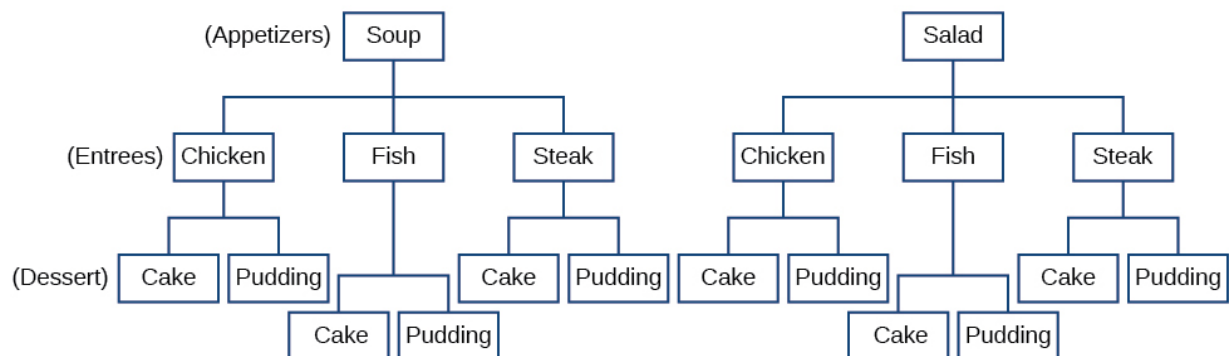 (Appetizers) Soup Salad
(Entrees) Chicken Fish Steak Chicken Fish Steak
(Dessert) Cake Pudding Cake Pudding Cake Pudding Cake Pudding
Cake Pudding Cake Pudding